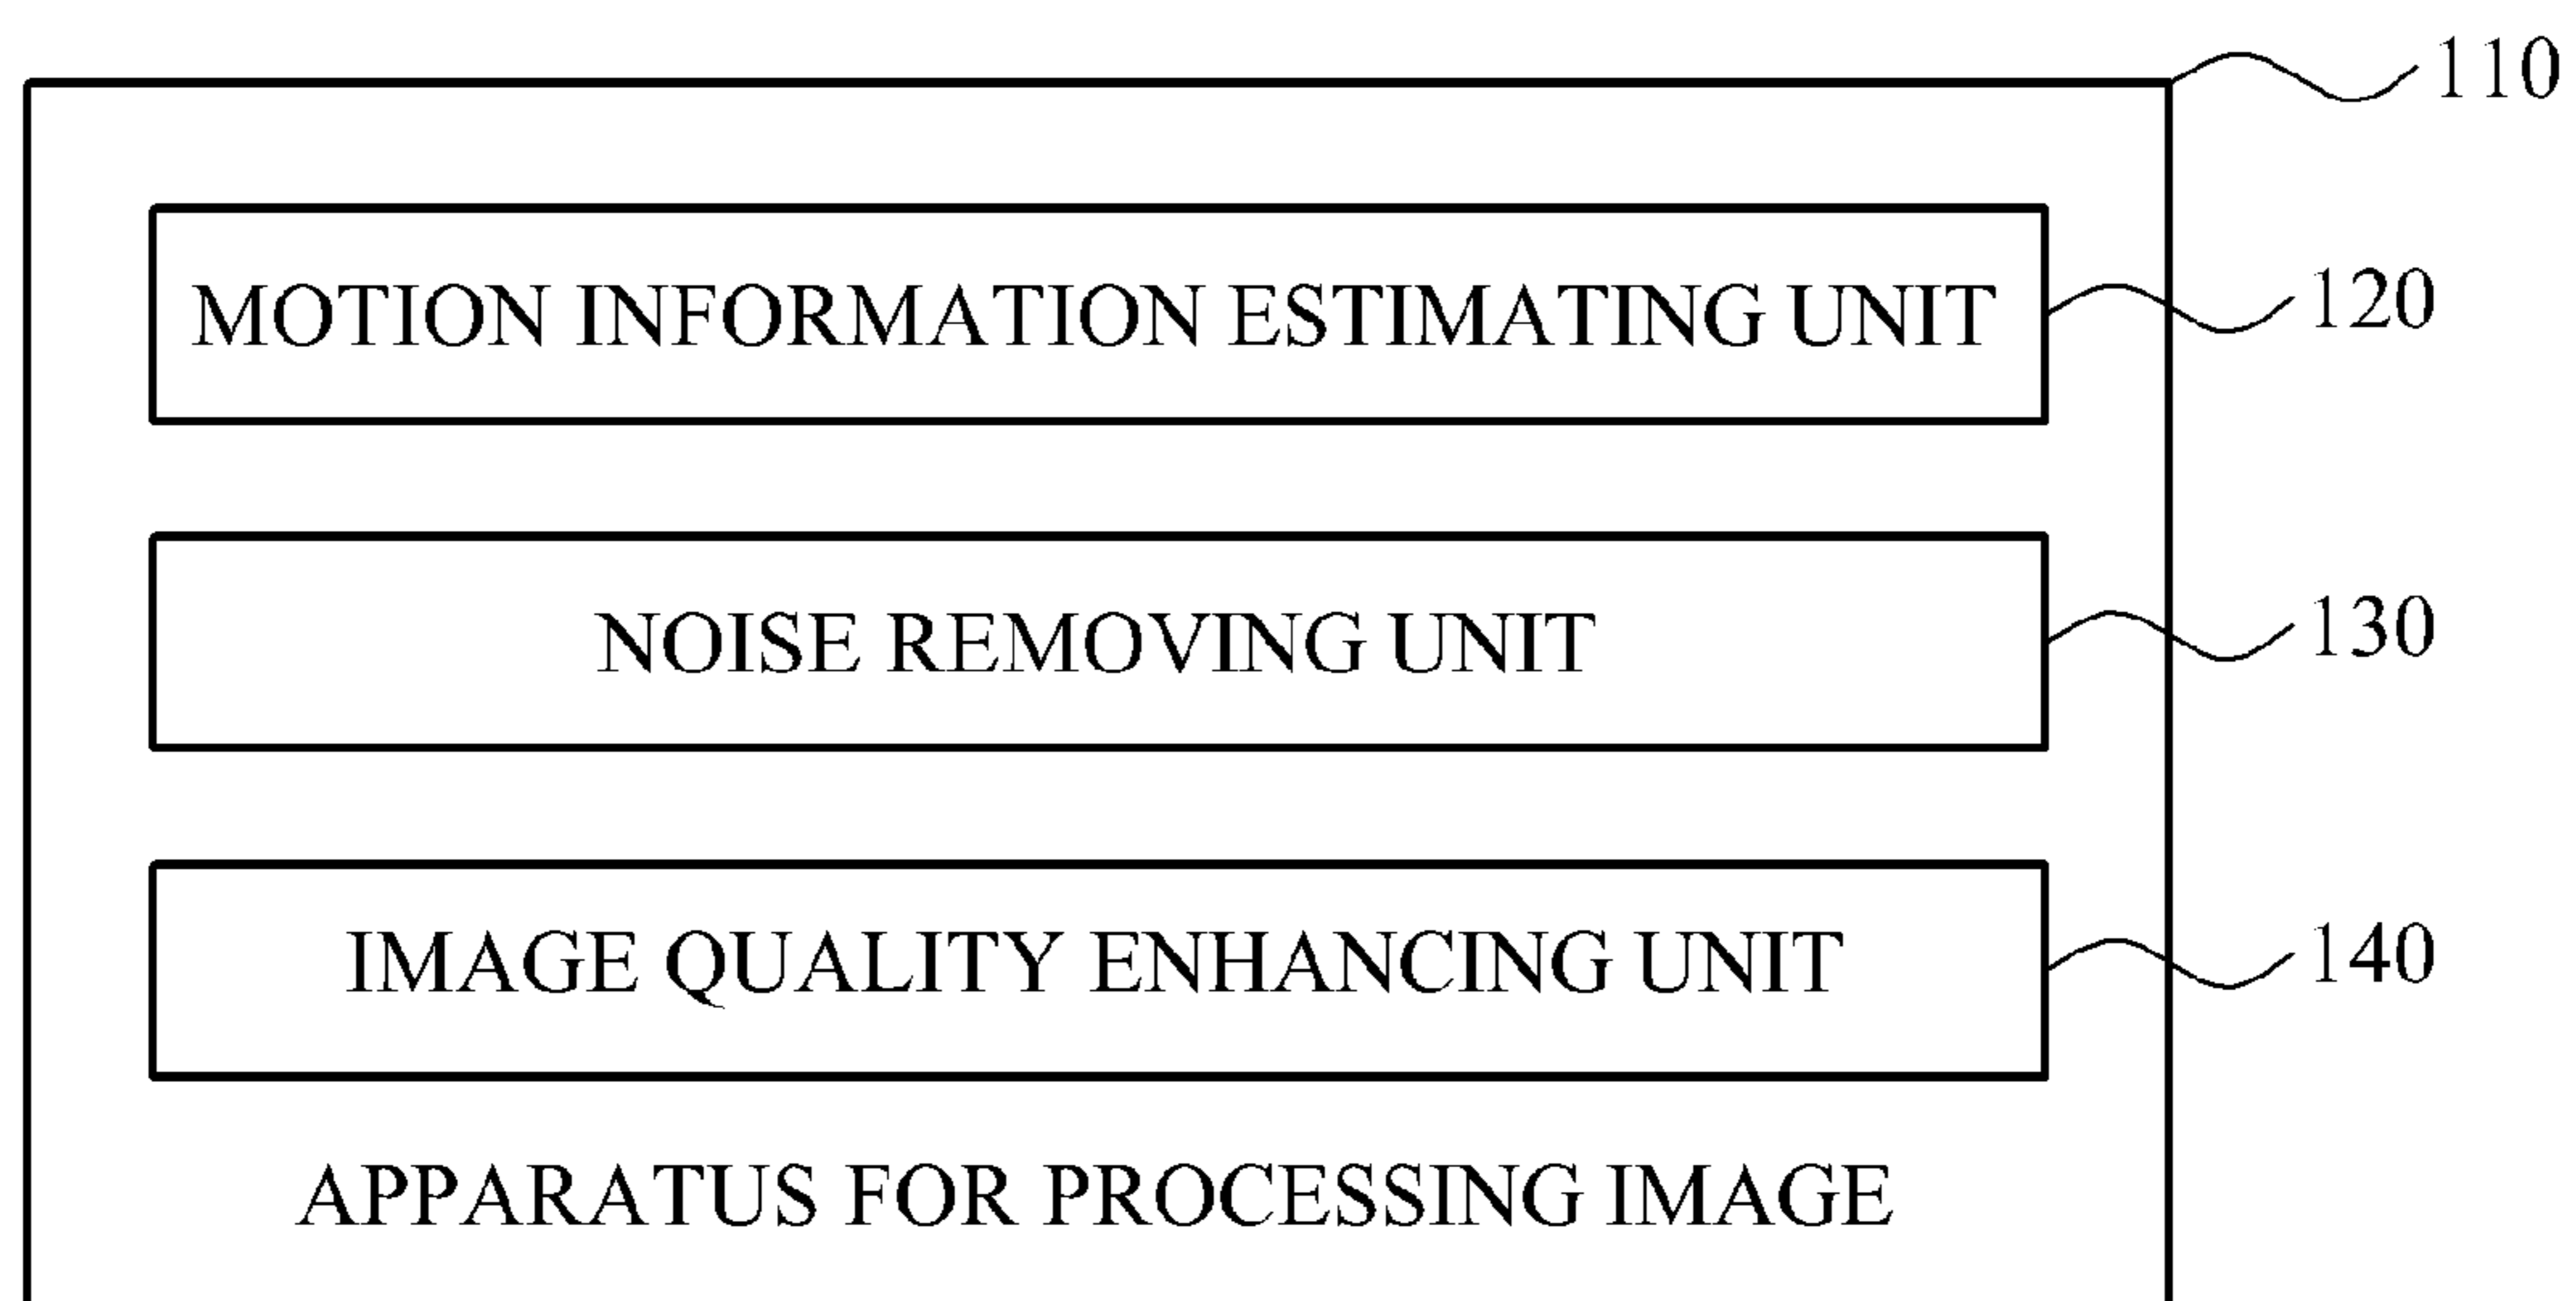 110
MOTION INFORMATION ESTIMATING UNIT 120
NOISE REMOVING UNIT 130
IMAGE QUALITY ENHANCING UNIT 140
APPARATUS FOR PROCESSING IMAGE